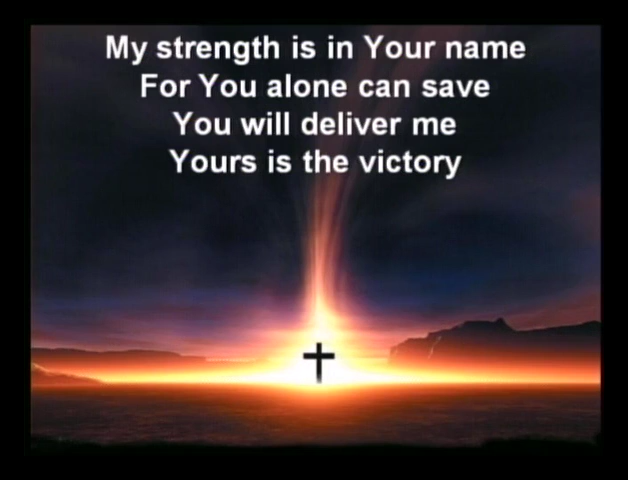 My strength is in Your name
For You alone can save
You will deliver me
Yours is the victory